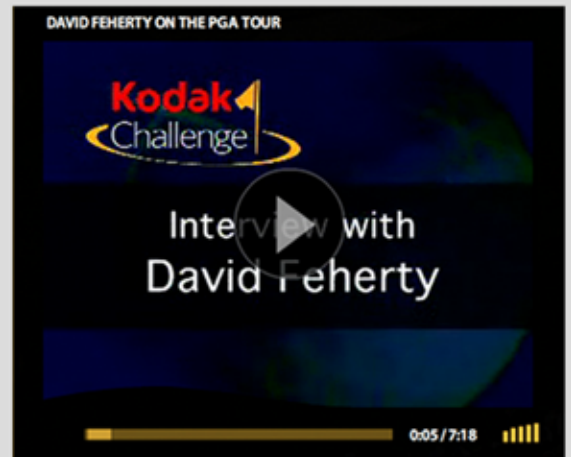 DAVID FEHERTY ON THE PGA TOUR
Kodak
Challenge
Interview with
David Feherty
0:05 / 7:18